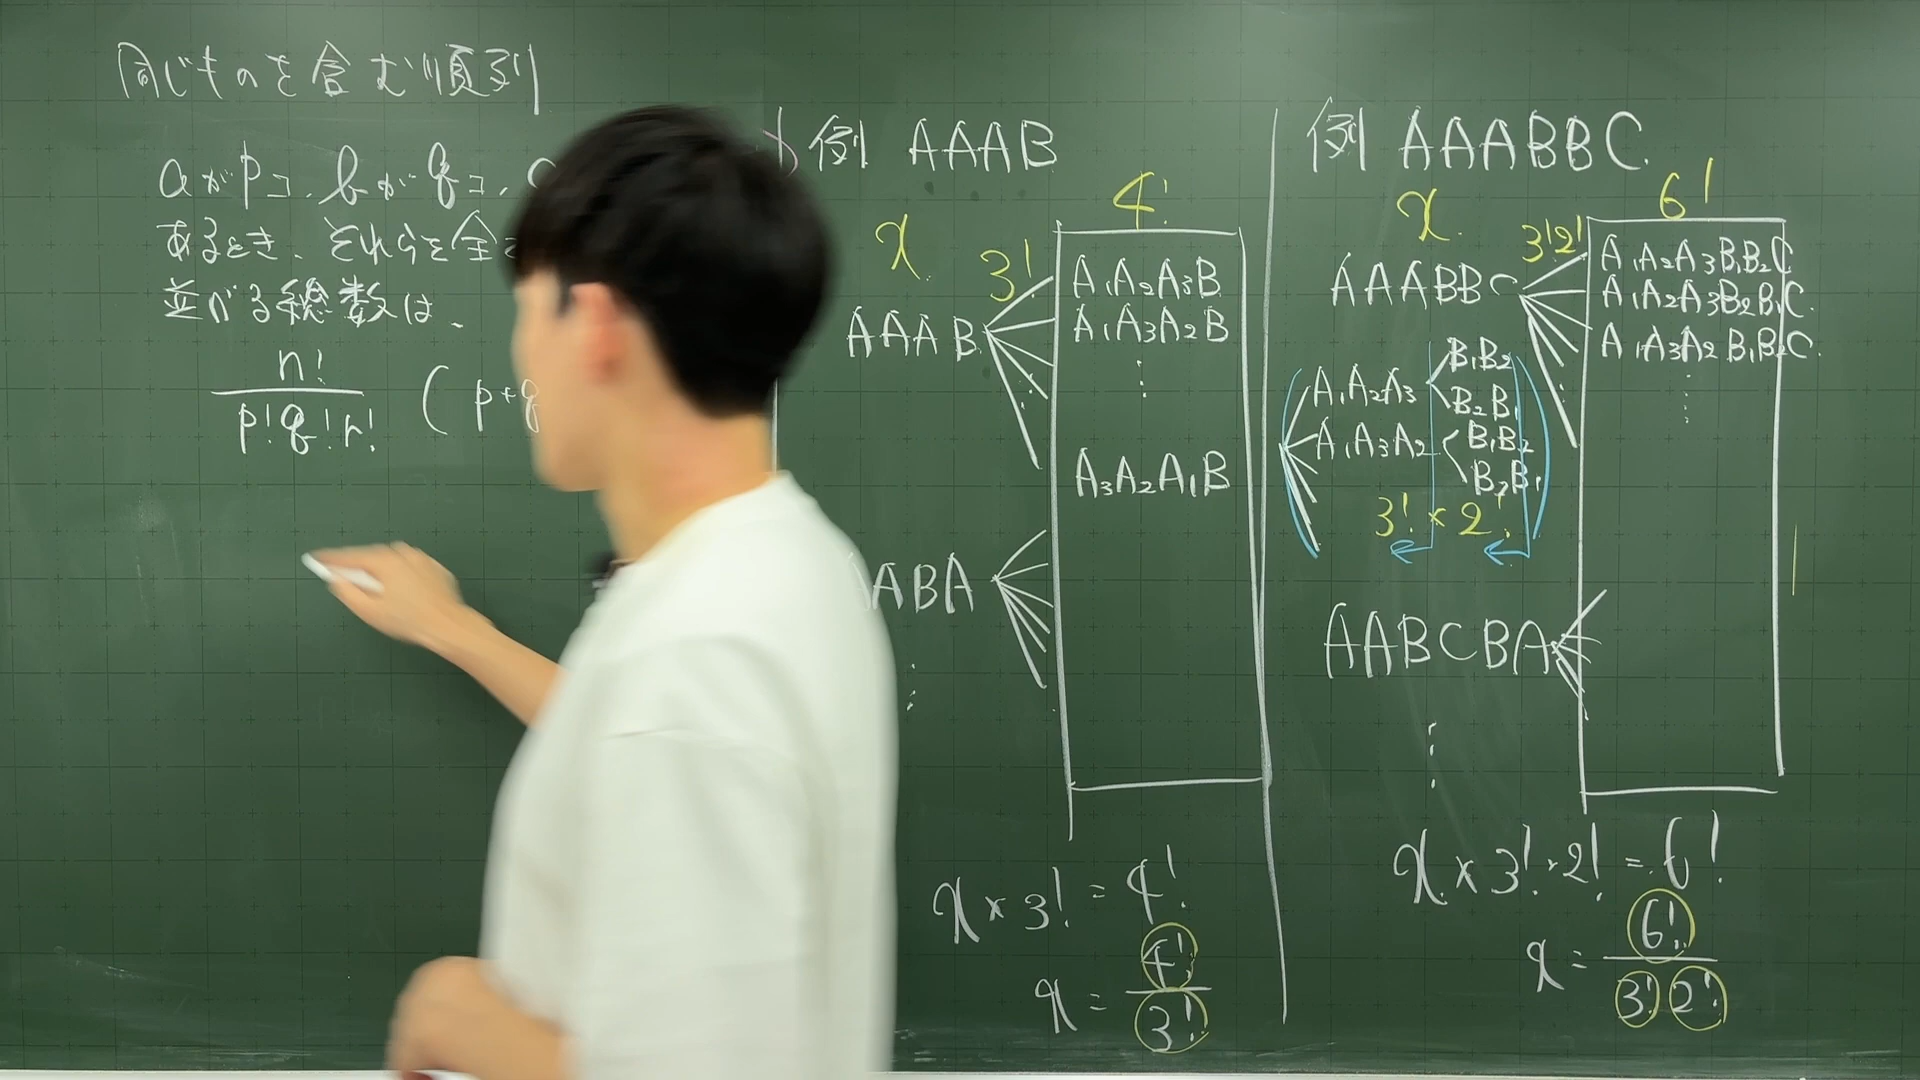 同じものを含む順列
aがpコ、bがqコ、
あるとき、それらを全て
並べる総数は、
n!
p!q!r!
( p+q
例 AAAB
4!
x
3!
AAAB
A₁A₂A₃B
A₁A₃A₂B
⋮
A₃A₂A₁B
ABA
⋮
x × 3! = 4!
x = 4!
3!
例 AAABBC
6!
x
3!2!
AAABBC
A₁A₂A₃B₁B₂C
A₁A₂A₃B₂B₁C
A₁A₃A₂B₁B₂C
⋮
A₁A₂A₃
B₁B₂
B₂B₁
A₁A₃A₂
B₁B₂
B₂B₁
3! × 2!
AABCBA
⋮
x × 3! × 2! = 6!
x = 6!
3! 2!